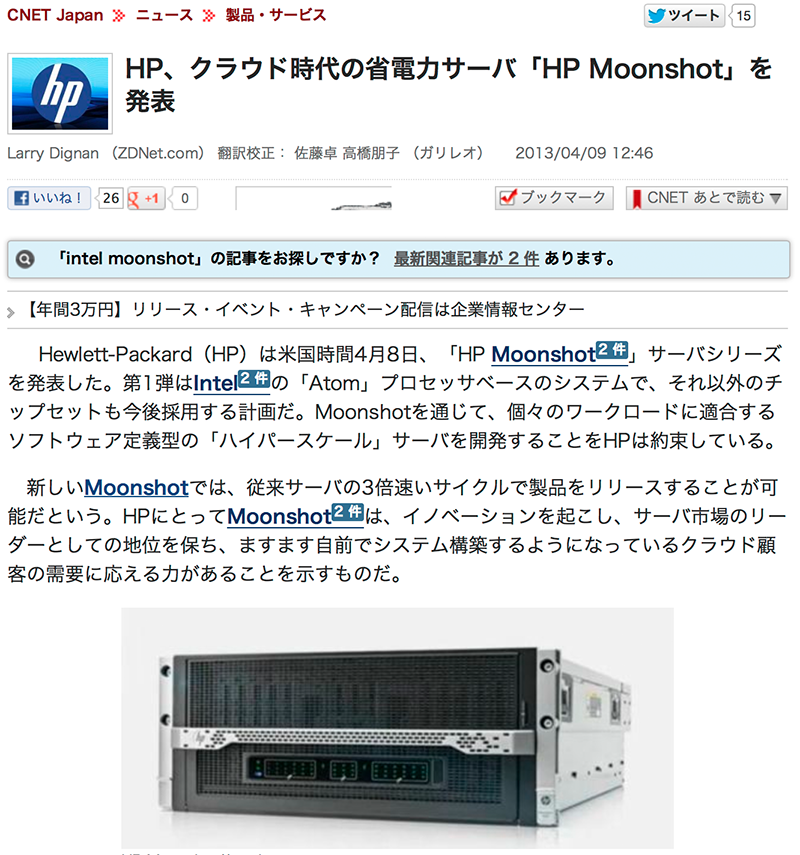 CNET Japan ニュース 製品・サービス
ツイート 15
hp
HP、クラウド時代の省電力サーバ「HP Moonshot」を
発表
Larry Dignan （ZDNet.com） 翻訳校正： 佐藤卓 高橋朋子 （ガリレオ） 2013/04/09 12:46
いいね！ 26 +1 0 ブックマーク CNET あとで読む
「intel moonshot」の記事をお探しですか？ 最新関連記事が 2 件 あります。
【年間3万円】リリース・イベント・キャンペーン配信は企業情報センター
Hewlett-Packard（HP）は米国時間4月8日、「HP Moonshot2 件」サーバシリーズ
を発表した。第1弾はIntel2 件の「Atom」プロセッサベースのシステムで、それ以外のチ
ップセットも今後採用する計画だ。Moonshotを通じて、個々のワークロードに適合する
ソフトウェア定義型の「ハイパースケール」サーバを開発することをHPは約束している。
新しいMoonshotでは、従来サーバの3倍速いサイクルで製品をリリースすることが可
能だという。HPにとってMoonshot2 件は、イノベーションを起こし、サーバ市場のリー
ダーとしての地位を保ち、ますます自前でシステム構築するようになっているクラウド顧
客の需要に応える力があることを示すものだ。
hp